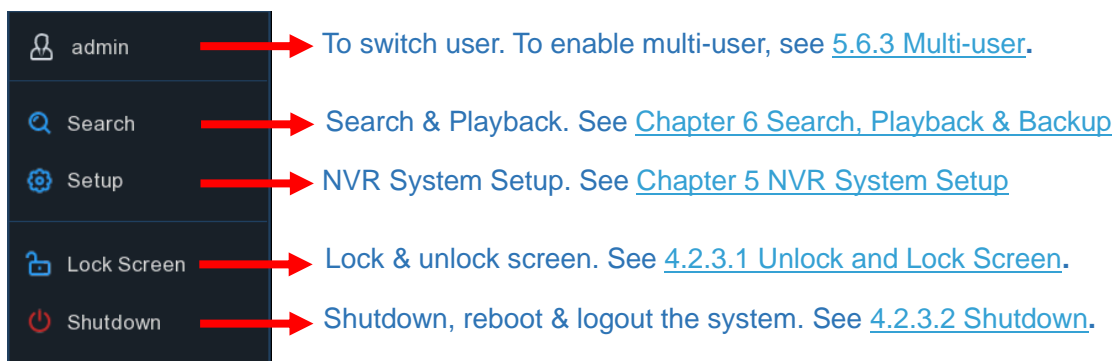 admin To switch user. To enable multi-user, see 5.6.3 Multi-user.
Search Search & Playback. See Chapter 6 Search, Playback & Backup
Setup NVR System Setup. See Chapter 5 NVR System Setup
Lock Screen Lock & unlock screen. See 4.2.3.1 Unlock and Lock Screen.
Shutdown Shutdown, reboot & logout the system. See 4.2.3.2 Shutdown.